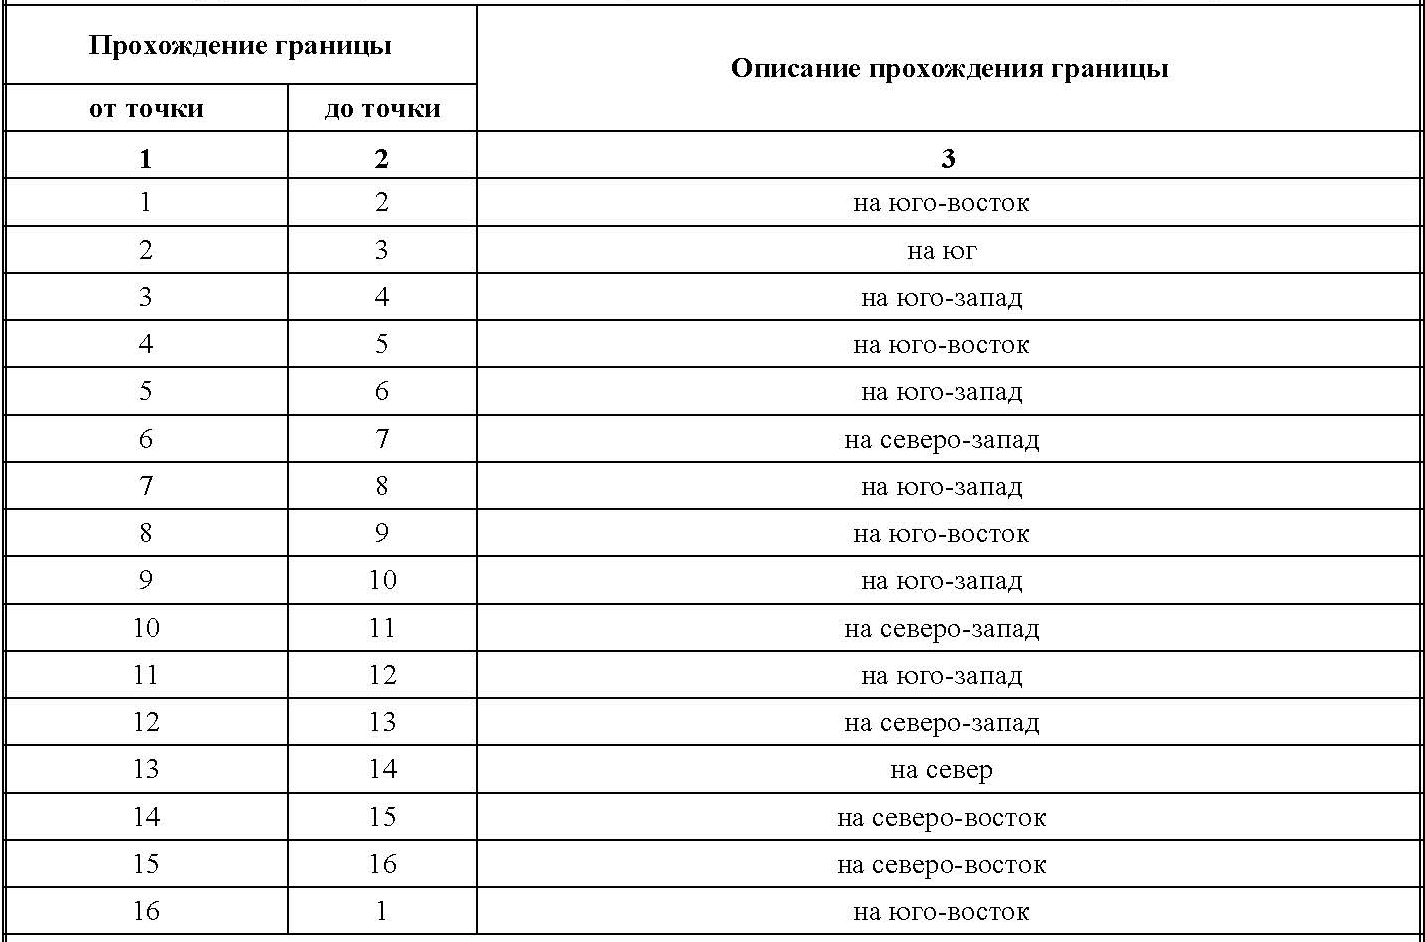 Прохождение границы
Описание прохождения границы
от точки до точки
1 2 3
1 2 на юго-восток
2 3 на юг
3 4 на юго-запад
4 5 на юго-восток
5 6 на юго-запад
6 7 на северо-запад
7 8 на юго-запад
8 9 на юго-восток
9 10 на юго-запад
10 11 на северо-запад
11 12 на юго-запад
12 13 на северо-запад
13 14 на север
14 15 на северо-восток
15 16 на северо-восток
16 1 на юго-восток